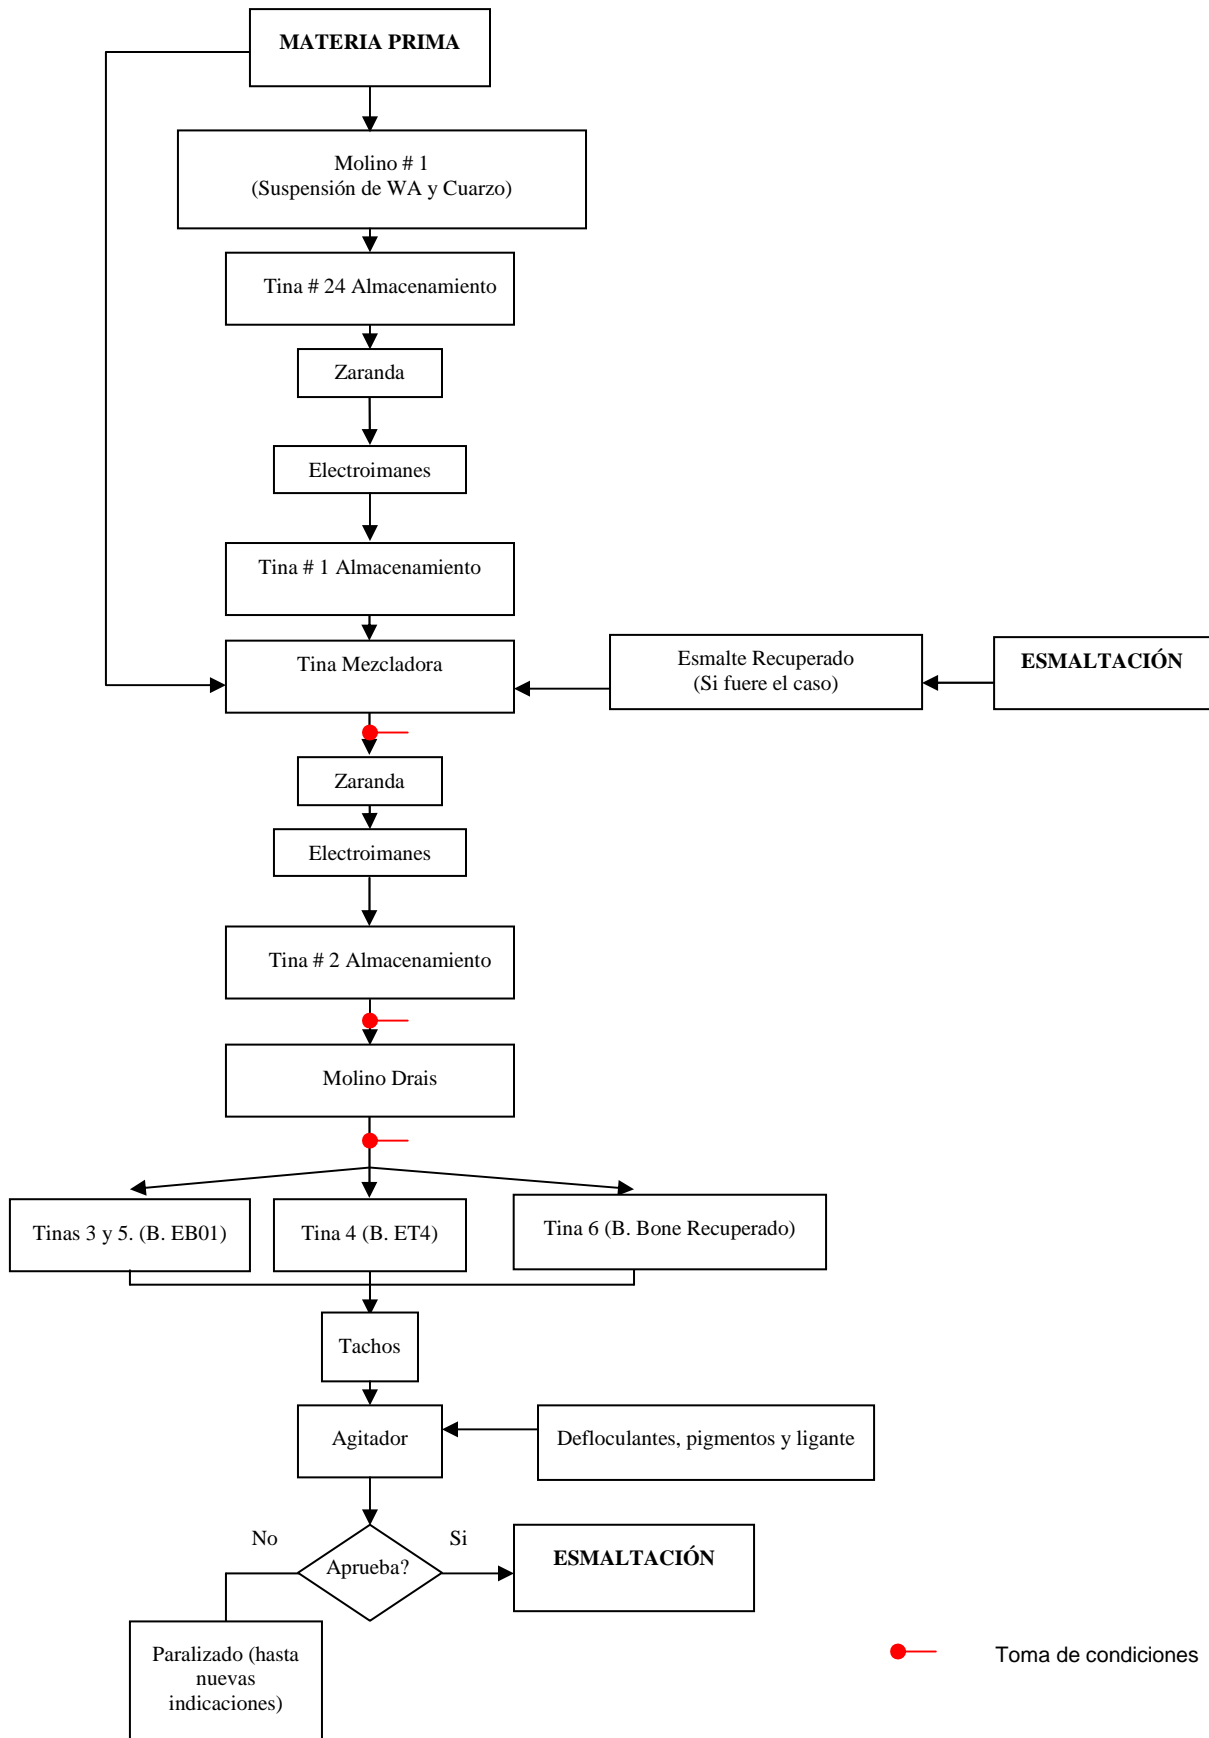 MATERIA PRIMA
Molino # 1
(Suspensión de WA y Cuarzo)
Tina # 24 Almacenamiento
Zaranda
Electroimanes
Tina # 1 Almacenamiento
Tina Mezcladora
Esmalte Recuperado
(Si fuere el caso)
ESMALTACIÓN
Zaranda
Electroimanes
Tina # 2 Almacenamiento
Molino Drais
Tinas 3 y 5. (B. EB01)
Tina 4 (B. ET4)
Tina 6 (B. Bone Recuperado)
Tachos
Agitador
Defloculantes, pigmentos y ligante
No
Si
Aprueba?
ESMALTACIÓN
Paralizado (hasta
nuevas
indicaciones)
Toma de condiciones